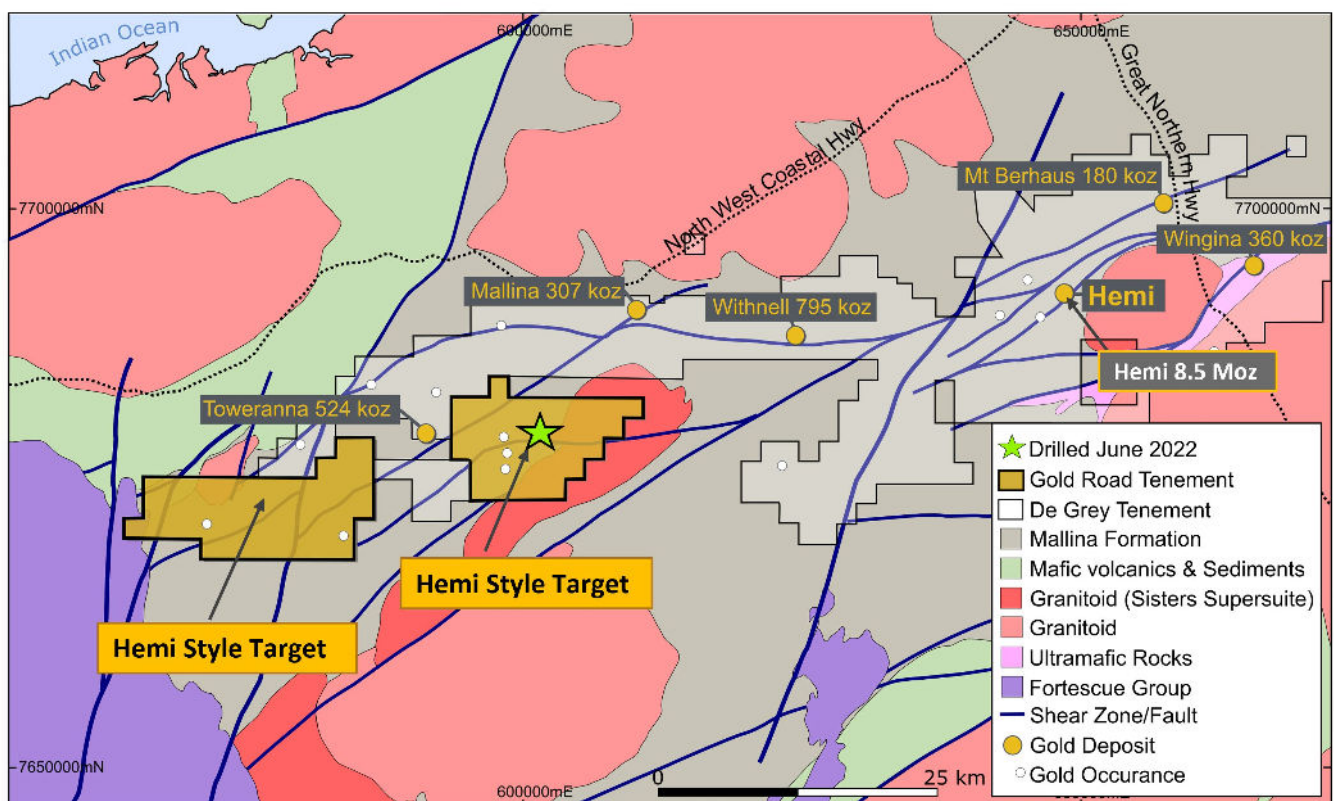 Indian Ocean
600000mE
650000mE
Great Northern Hwy
North West Coastal Hwy
Mt Berhaus 180 koz
7700000mN
7700000mN
Wingina 360 koz
Mallina 307 koz
Hemi
Withnell 795 koz
Hemi 8.5 Moz
Toweranna 524 koz
Hemi Style Target
Hemi Style Target
Drilled June 2022
Gold Road Tenement
De Grey Tenement
Mallina Formation
Mafic volcanics & Sediments
Granitoid (Sisters Supersuite)
Granitoid
Ultramafic Rocks
Fortescue Group
Shear Zone/Fault
Gold Deposit
Gold Occurance
7650000mN
0
25 km
600000mE